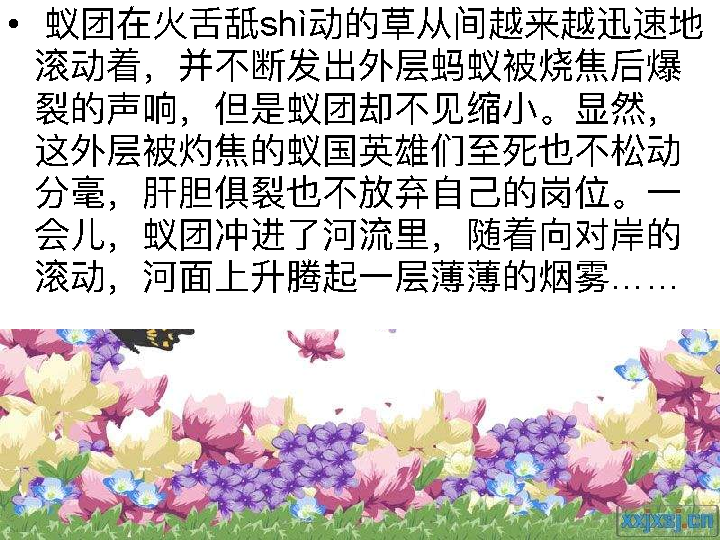 • 蚁团在火舌舐shì动的草从间越来越迅速地
滚动着，并不断发出外层蚂蚁被烧焦后爆
裂的声响，但是蚁团却不见缩小。显然，
这外层被灼焦的蚁国英雄们至死也不松动
分毫，肝胆俱裂也不放弃自己的岗位。一
会儿，蚁团冲进了河流里，随着向对岸的
滚动，河面上升腾起一层薄薄的烟雾……
xxjxsj.cn